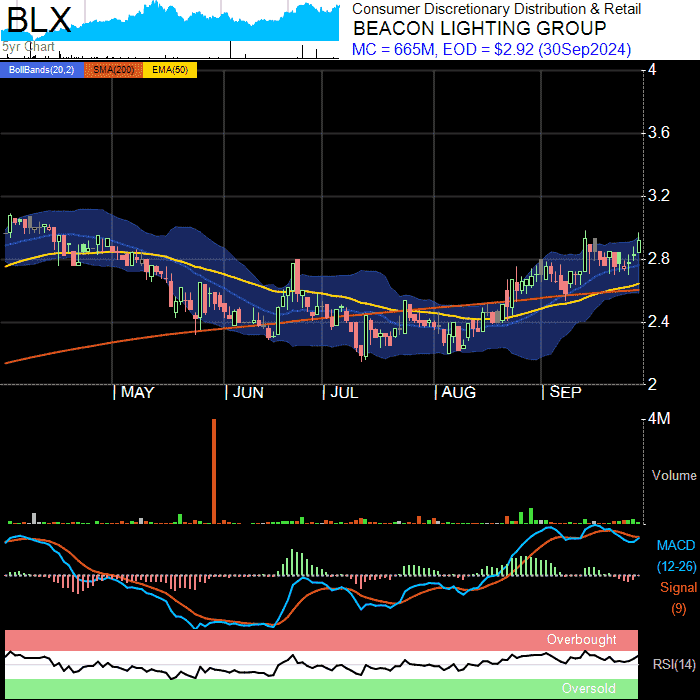 BLX
5yr Chart
Consumer Discretionary Distribution & Retail
BEACON LIGHTING GROUP
MC = 665M, EOD = $2.92 (30Sep2024)
BollBands(20,2) SMA(200) EMA(50)
4
3.6
3.2
2.8
2.4
2
MAY JUN JUL AUG SEP
4M
Volume
MACD
(12-26)
Signal
(9)
Overbought
RSI(14)
Oversold